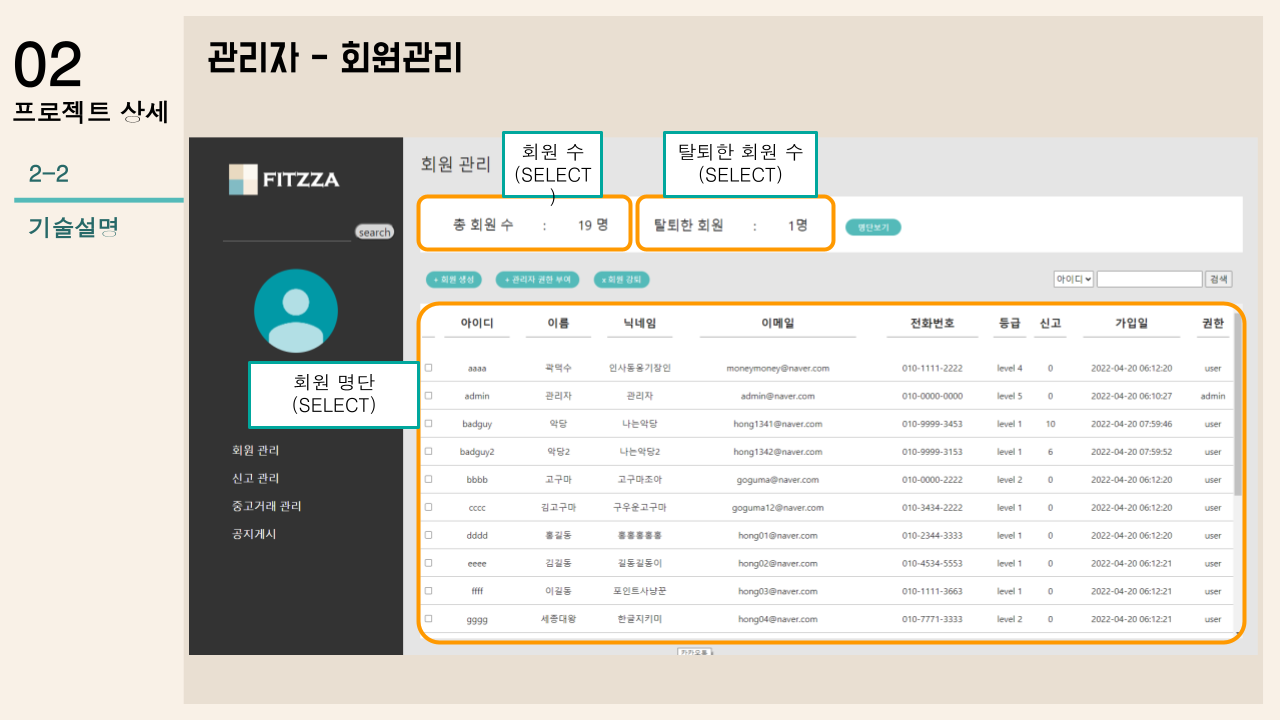 02
프로젝트 상세
2-2
기술설명
관리자 - 회원관리
FITZZA
search
회원 명단
(SELECT)
회원 관리
신고 관리
중고거래 관리
공지게시
회원 관리
회원 수
(SELECT
)
탈퇴한 회원 수
(SELECT)
총 회원 수 : 19 명
탈퇴한 회원 : 1명
명단보기
+ 회원 생성
+ 관리자 권한 부여
x 회원 강퇴
아이디
검색
아이디 이름 닉네임 이메일 전화번호 등급 신고 가입일 권한
aaaa 곽덕수 인사동용기장인 moneymoney@naver.com 010-1111-2222 level 4 0 2022-04-20 06:12:20 user
admin 관리자 관리자 admin@naver.com 010-0000-0000 level 5 0 2022-04-20 06:10:27 admin
badguy 악당 나는악당 hong1341@naver.com 010-9999-3453 level 1 10 2022-04-20 07:59:46 user
badguy2 악당2 나는악당2 hong1342@naver.com 010-9999-3153 level 1 6 2022-04-20 07:59:52 user
bbbb 고구마 고구마조아 goguma@naver.com 010-0000-2222 level 2 0 2022-04-20 06:12:20 user
cccc 김고구마 구우운고구마 goguma12@naver.com 010-3434-2222 level 1 0 2022-04-20 06:12:20 user
dddd 홍길동 홍홍홍홍홍 hong01@naver.com 010-2344-3333 level 1 0 2022-04-20 06:12:20 user
eeee 김길동 길동길동이 hong02@naver.com 010-4534-5553 level 1 0 2022-04-20 06:12:21 user
ffff 이길동 포인트사냥꾼 hong03@naver.com 010-1111-3663 level 1 0 2022-04-20 06:12:21 user
gggg 세종대왕 한글지키미 hong04@naver.com 010-7771-3333 level 2 0 2022-04-20 06:12:21 user